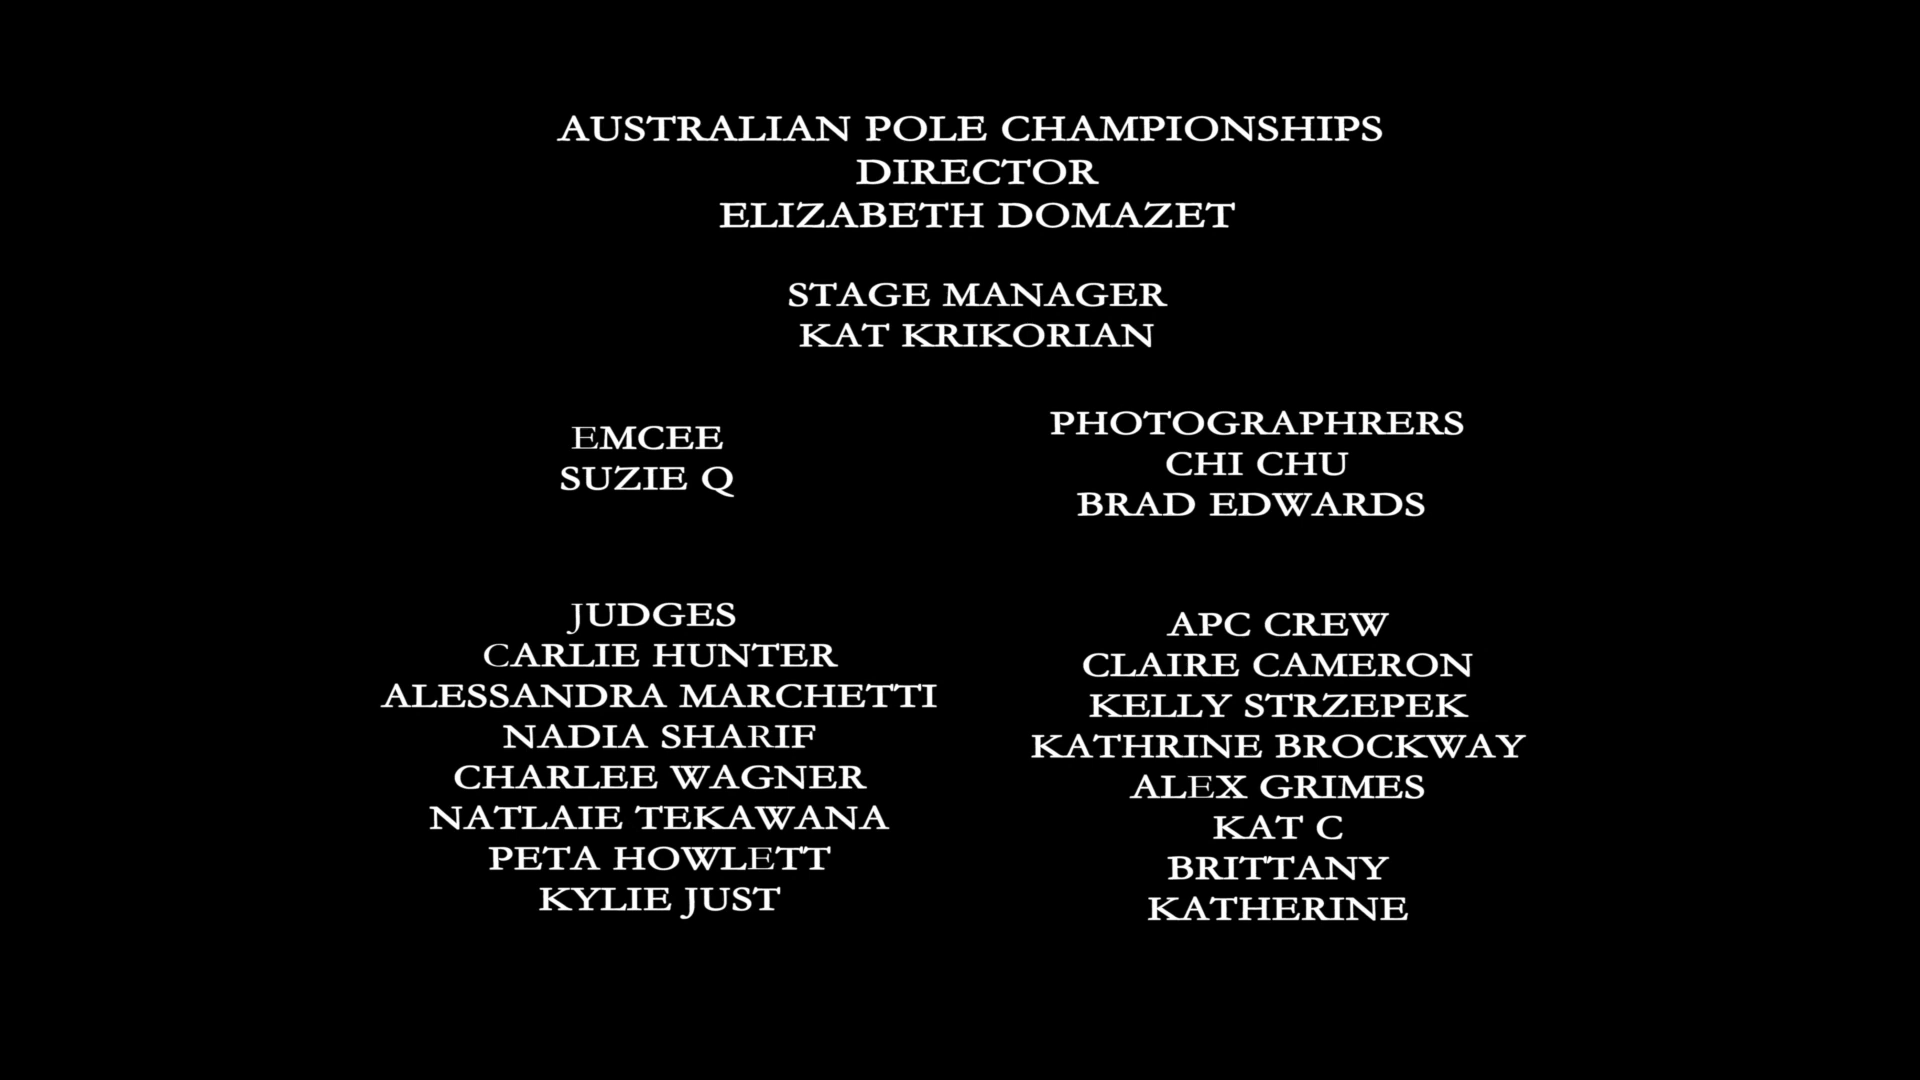 AUSTRALIAN POLE CHAMPIONSHIPS
DIRECTOR
ELIZABETH DOMAZET
STAGE MANAGER
KAT KRIKORIAN
EMCEE
SUZIE Q
PHOTOGRAPHRERS
CHI CHU
BRAD EDWARDS
JUDGES
CARLIE HUNTER
ALESSANDRA MARCHETTI
NADIA SHARIF
CHARLEE WAGNER
NATLAIE TEKAWANA
PETA HOWLETT
KYLIE JUST
APC CREW
CLAIRE CAMERON
KELLY STRZEPEK
KATHRINE BROCKWAY
ALEX GRIMES
KAT C
BRITTANY
KATHERINE